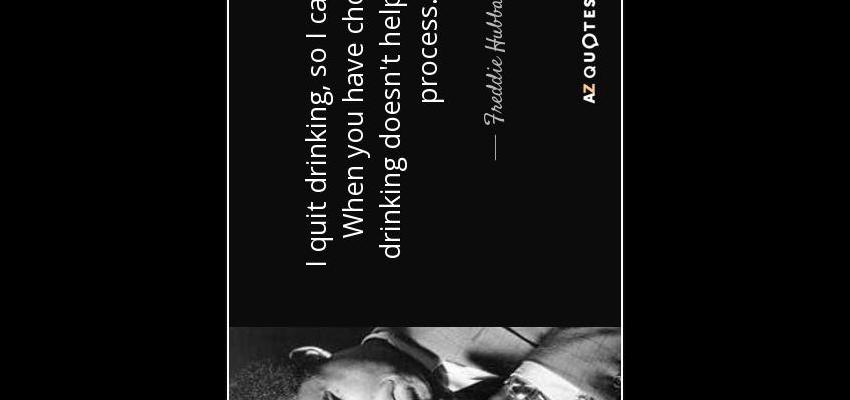 I quit drinking, so I ca
When you have cho
drinking doesn't help
process.
— Freddie Hubba
AZ QUOTES